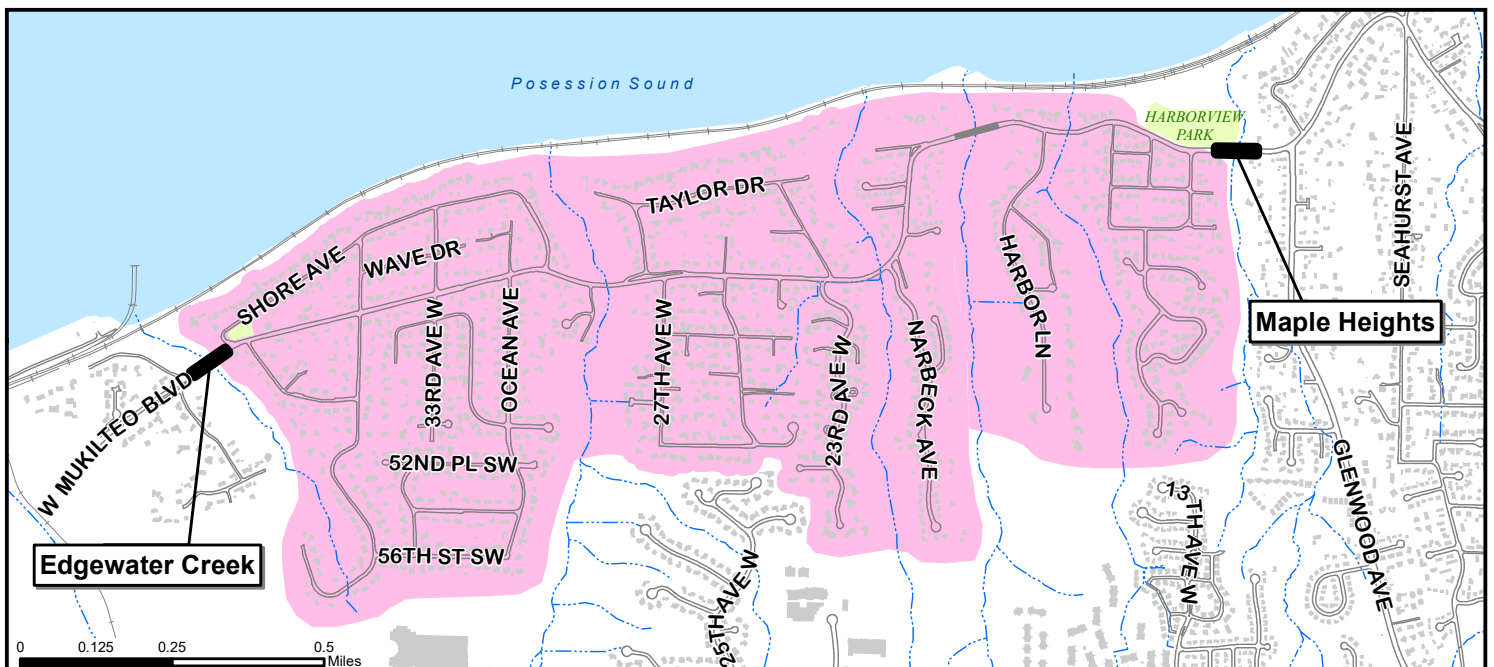 Posession Sound
HARBORVIEW
PARK
TAYLOR DR
SEAHURST AVE
SHORE AVE
WAVE DR
HARBOR LN
33RD AVE W
OCEAN AVE
27TH AVE W
23RD AVE W
NARBECK AVE
Maple Heights
W MUKILTEO BLVD
52ND PL SW
GLENWOOD AVE
13TH AVE W
Edgewater Creek
56TH ST SW
25TH AVE W
0 0.125 0.25 0.5
Miles